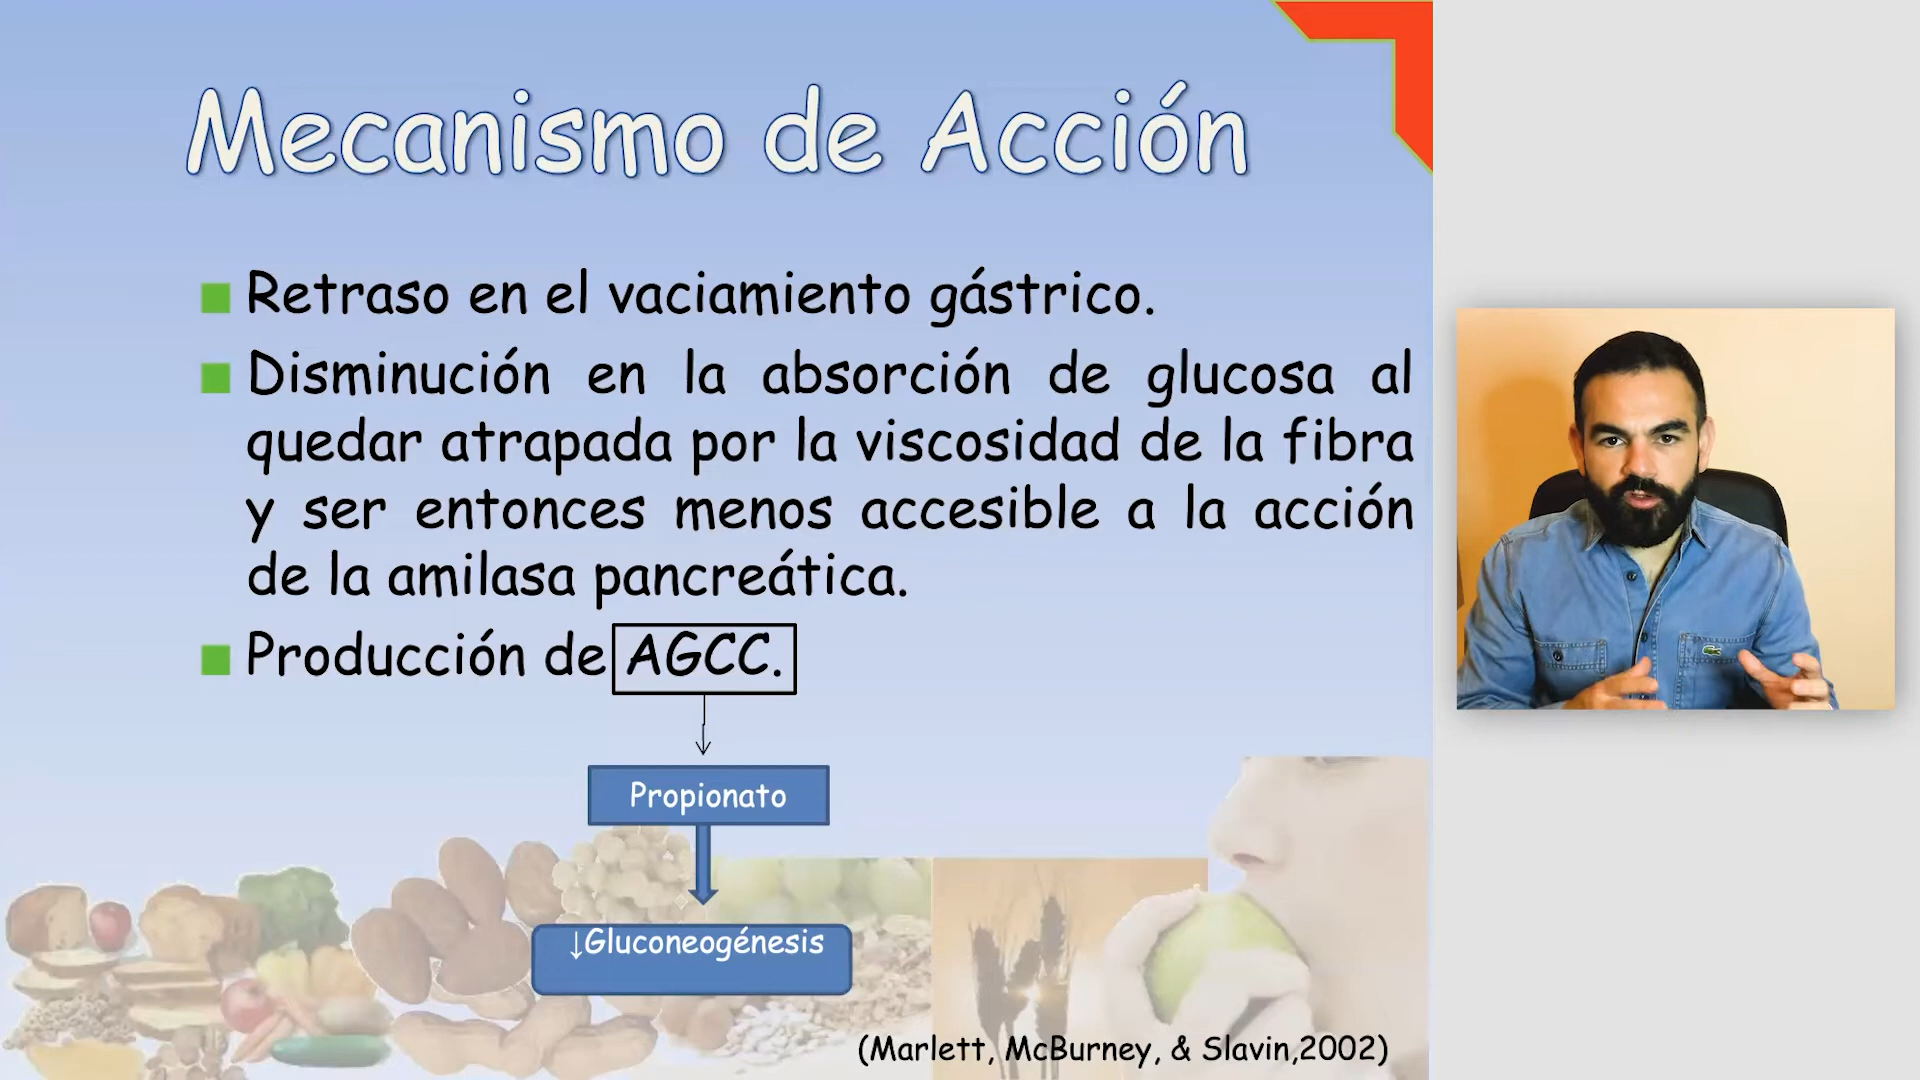 Mecanismo de Acción
Retraso en el vaciamiento gástrico.
Disminución en la absorción de glucosa al
quedar atrapada por la viscosidad de la fibra
y ser entonces menos accesible a la acción
de la amilasa pancreática.
Producción de AGCC.
Propionato
↓Gluconeogénesis
(Marlett, McBurney, & Slavin,2002)